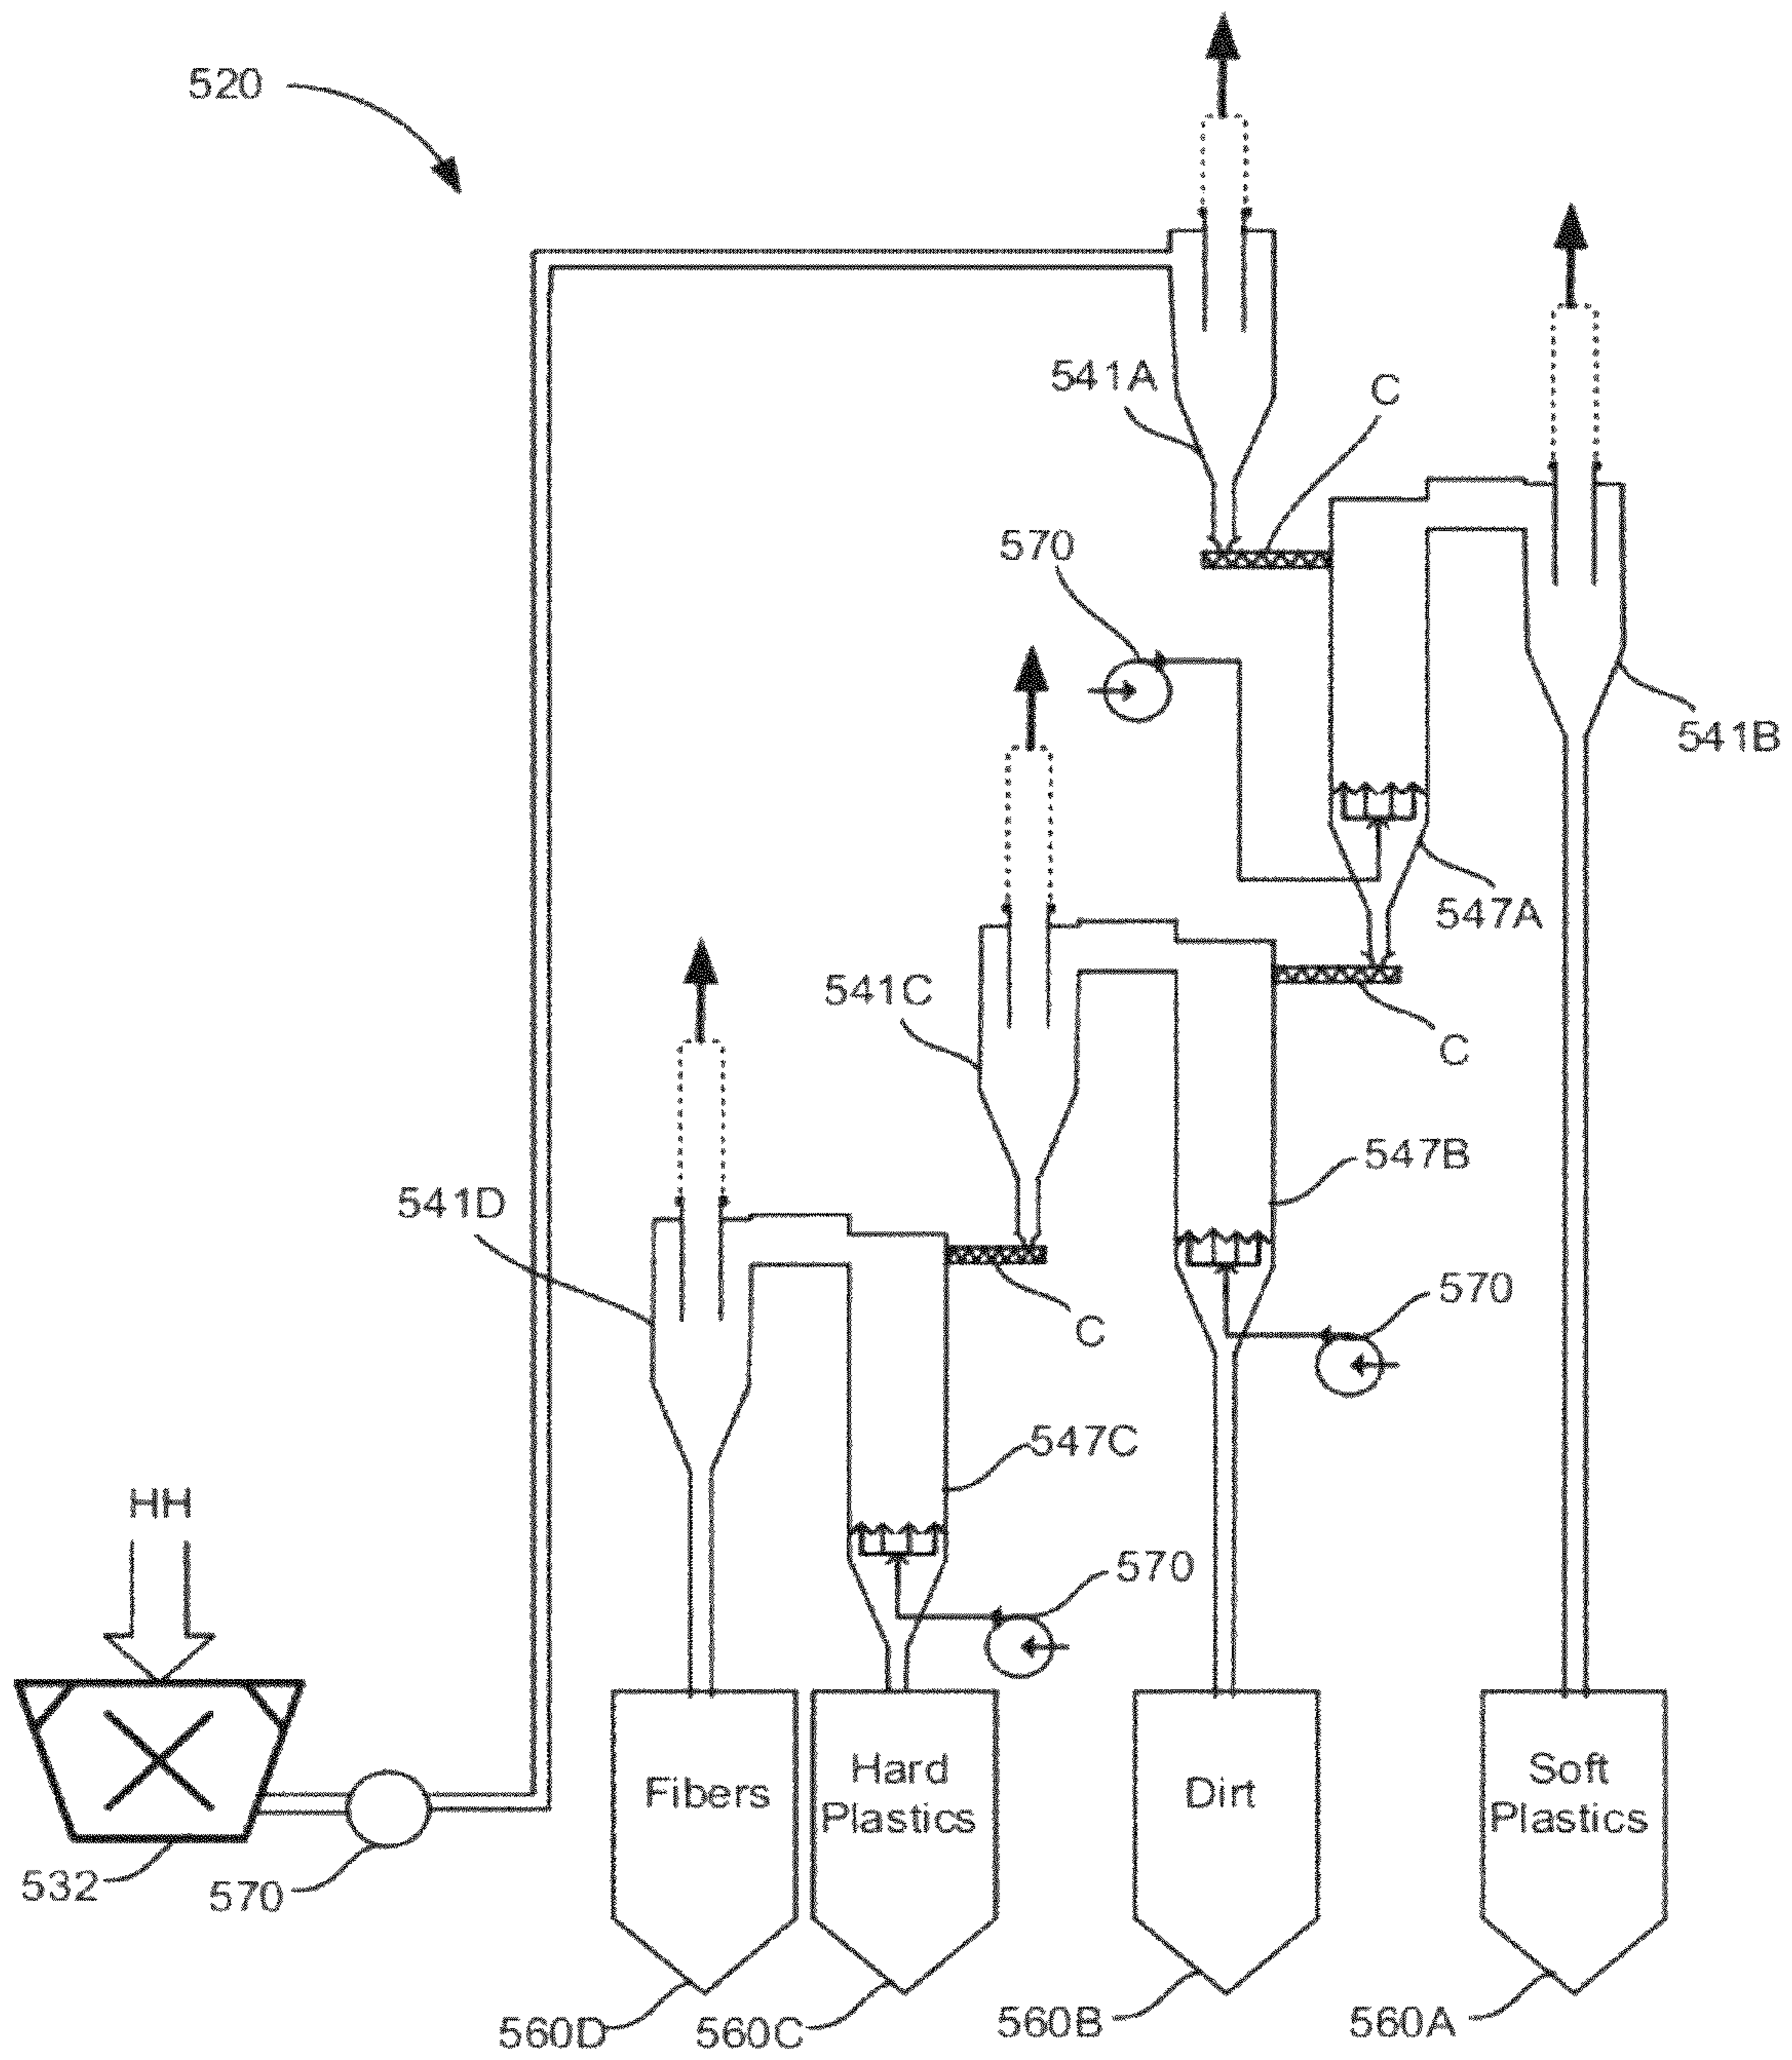 520
541A
C
570
541B
547A
541C
C
547B
541D
570
C
547C
HH
570
Fibers
Hard
Plastics
Dirt
Soft
Plastics
532
570
560D
560C
560B
560A